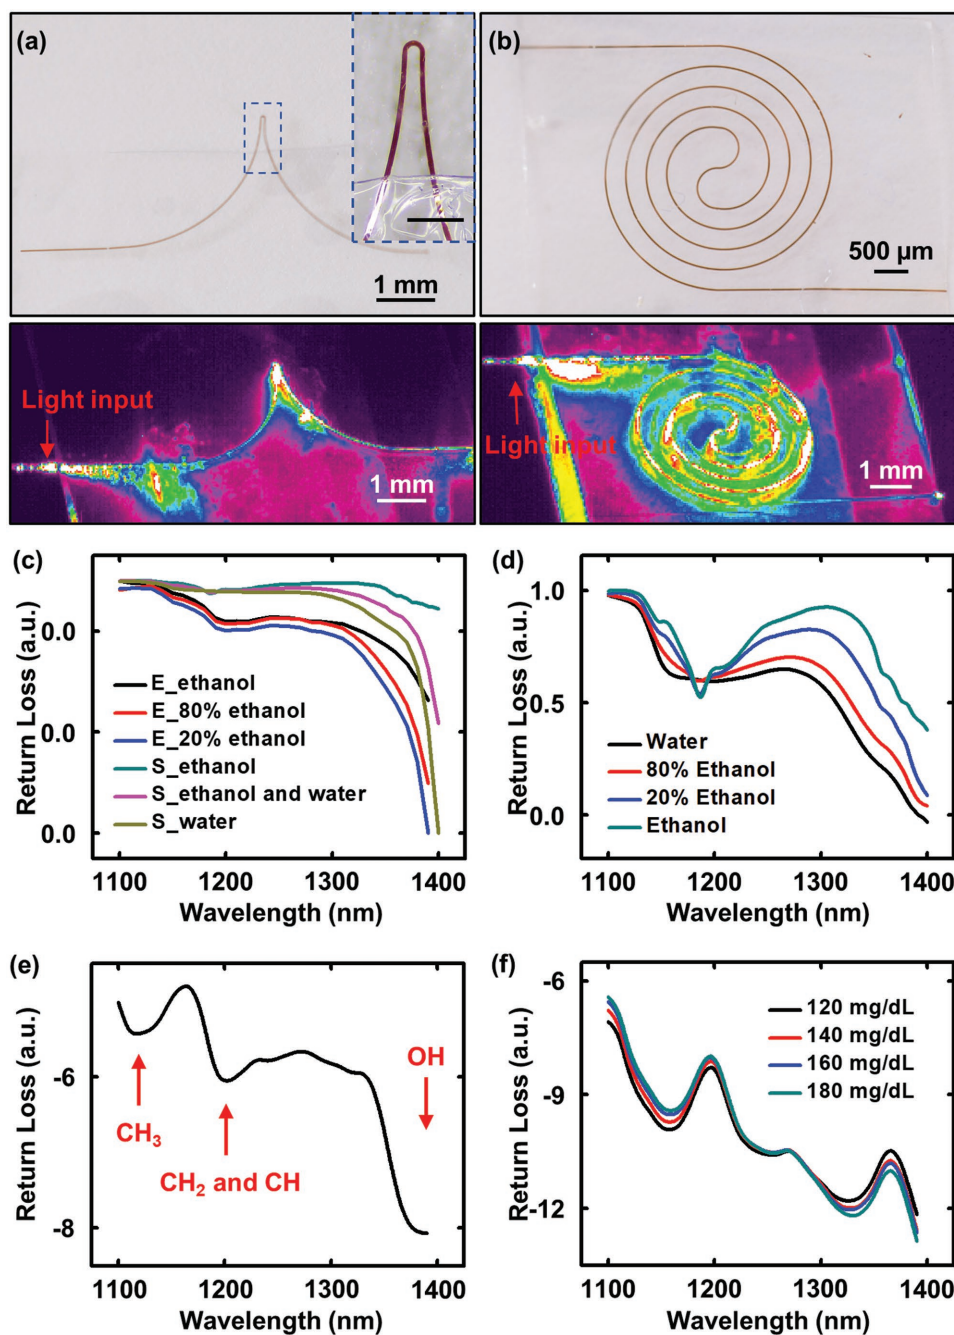 (a)
1 mm
(b)
500 µm
Light input
1 mm
Light input
1 mm
(c)
Return Loss (a.u.)
0.0
0.0
0.0
E_ethanol
E_80% ethanol
E_20% ethanol
S_ethanol
S_ethanol and water
S_water
1100 1200 1300 1400
Wavelength (nm)
(d)
Return Loss (a.u.)
1.0
0.5
0.0
Water
80% Ethanol
20% Ethanol
Ethanol
1100 1200 1300 1400
Wavelength (nm)
(e)
Return Loss (a.u.)
-6
-8
CH₃
CH₂ and CH
OH
1100 1200 1300 1400
Wavelength (nm)
(f)
Return Loss (a.u.)
-6
-9
-12
120 mg/dL
140 mg/dL
160 mg/dL
180 mg/dL
1100 1200 1300 1400
Wavelength (nm)